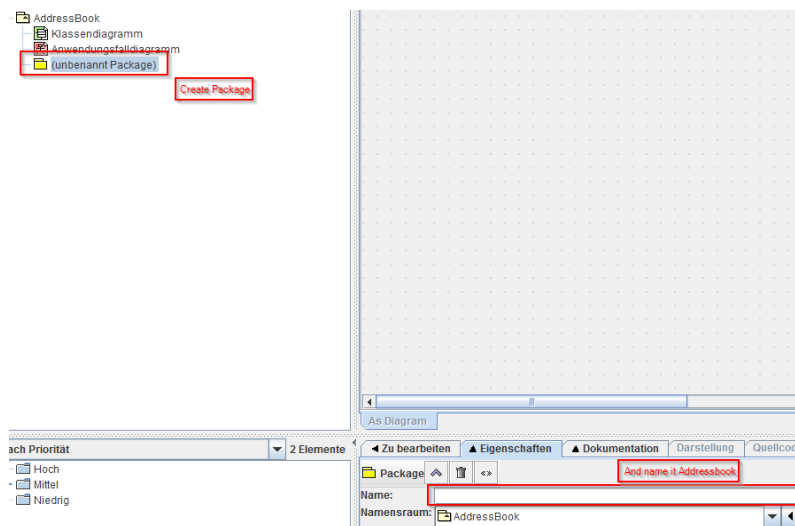 AddressBook
Klassendiagramm
Anwendungsfalldiagramm
(unbenannt Package)
Create Package
As Diagram
ach Priorität
2 Elemente
Hoch
Mittel
Niedrig
Zu bearbeiten
Eigenschaften
Dokumentation
Darstellung
Quellcod
Package
And name it Addressbook
Name:
Namensraum:
AddressBook